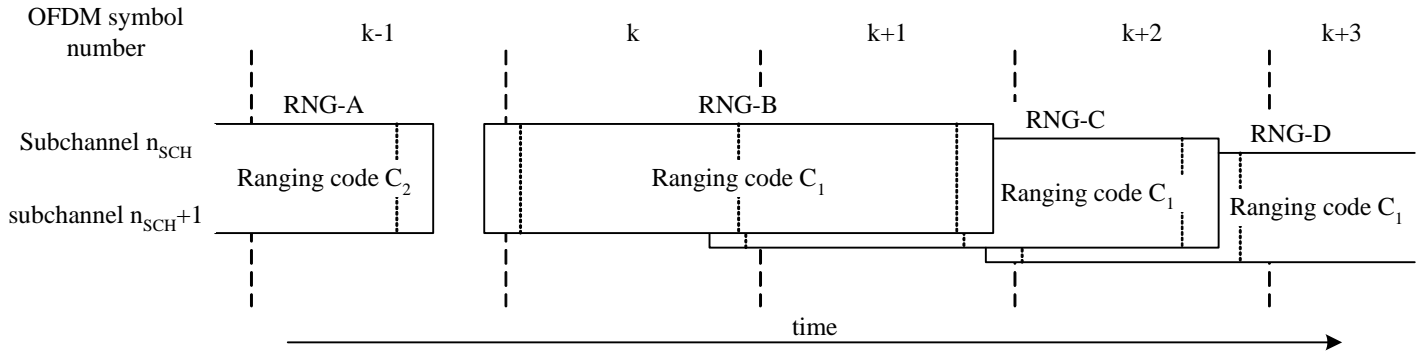 OFDM symbol
number
k-1
k
k+1
k+2
k+3
RNG-A
RNG-B
RNG-C
RNG-D
Subchannel n_SCH
subchannel n_SCH+1
Ranging code C_2
Ranging code C_1
Ranging code C_1
Ranging code C_1
time